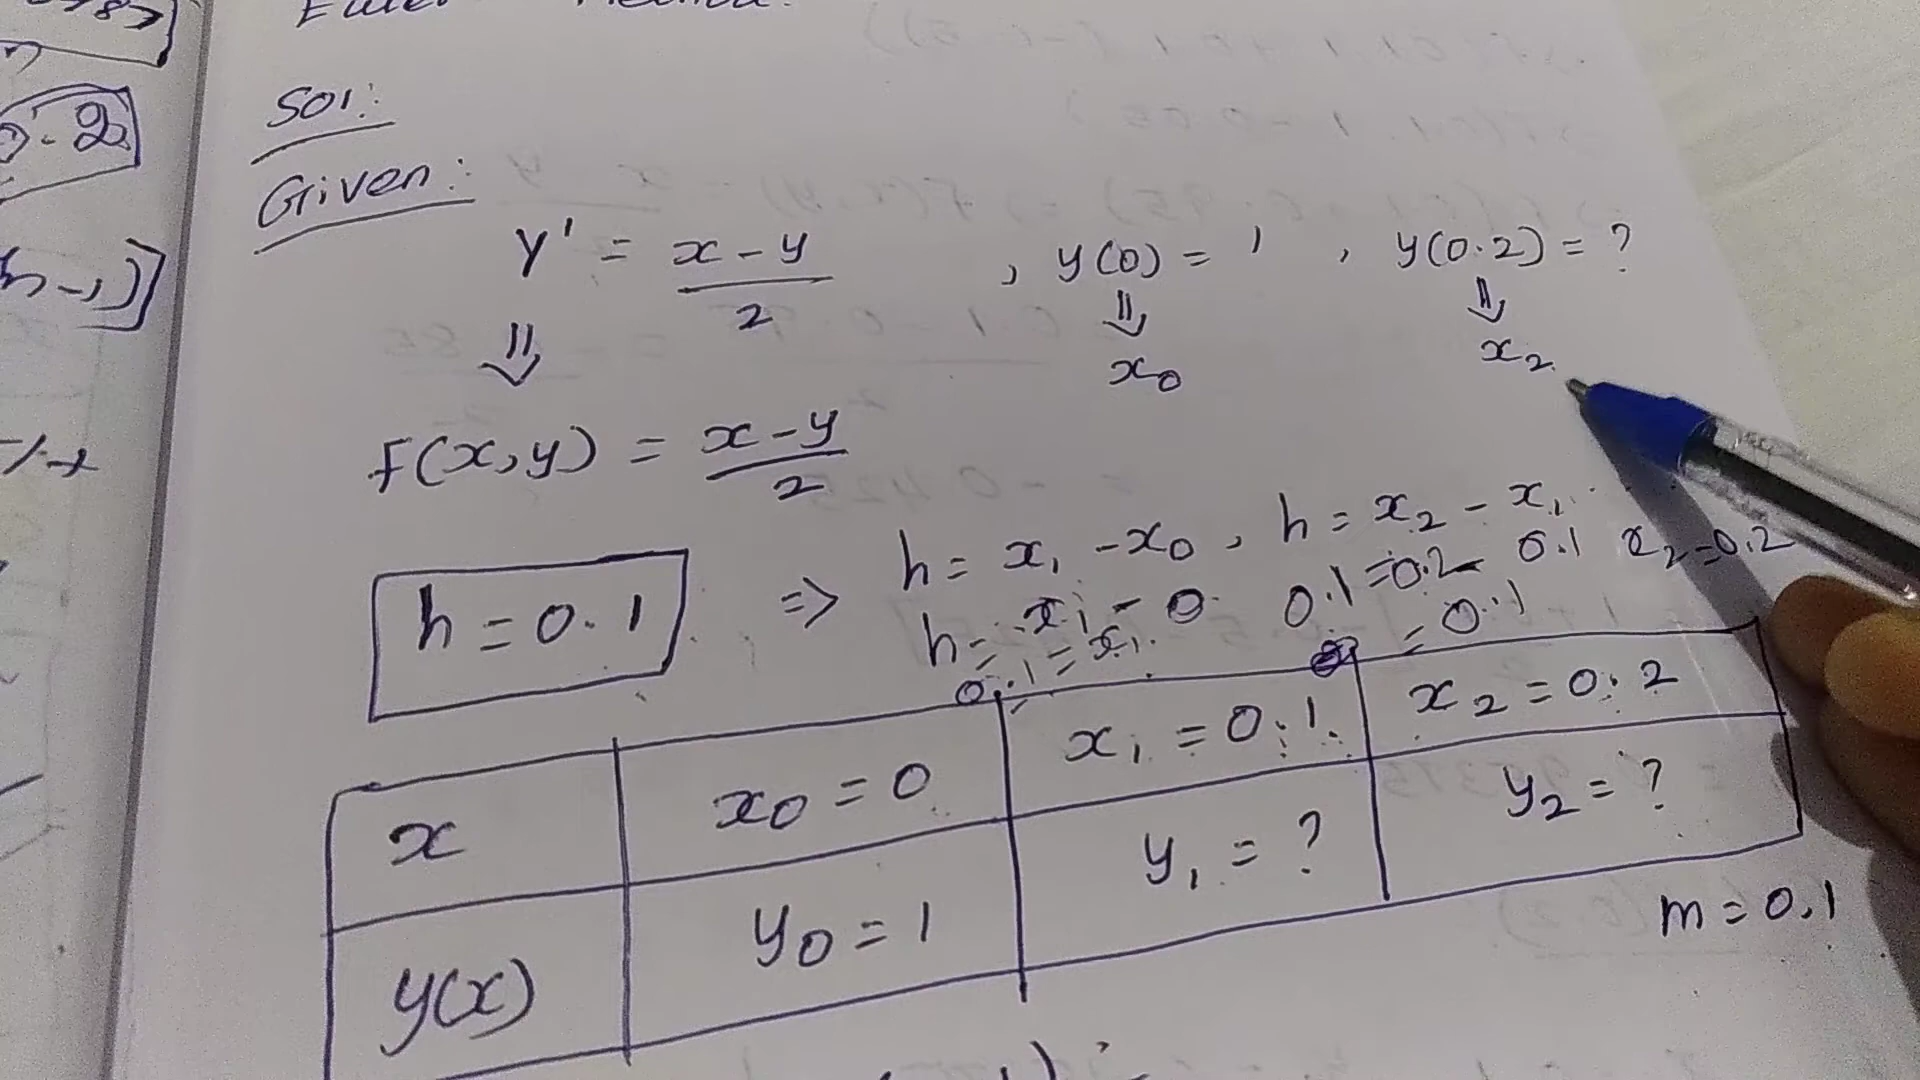 Sol:
Given:
y' = x-y/2 , y(0) = 1 , y(0.2) = ?
⇓ ⇓ ⇓
x0 x2
f(x,y) = x-y/2
h = 0.1 ⇒ h = x1 - x0 , h = x2 - x1
h = x1 - 0 0.1 = 0.2 - 0.1 x2 = 0.2
0.1 = x1 = 0.1
x x0 = 0 x1 = 0.1 x2 = 0.2
y(x) y0 = 1 y1 = ? y2 = ?
m = 0,1